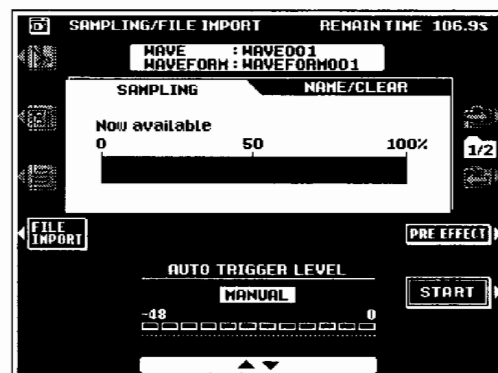 SAMPLING/FILE IMPORT REMAIN TIME 106.9s
WAVE :WAVE001
WAVEFORM:WAVEFORM001
SAMPLING NAME/CLEAR
Now available
0 50 100%
1/2
FILE IMPORT
PRE EFFECT
AUTO TRIGGER LEVEL
MANUAL
START
-48 0